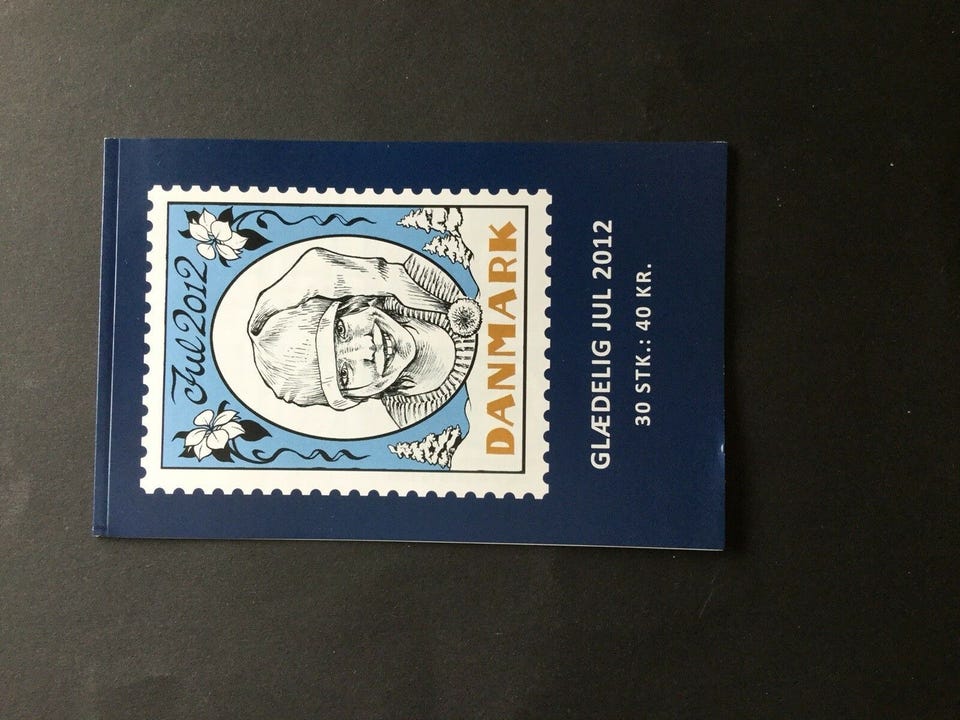 Jul 2012
DANMARK
GLÆDELIG JUL 2012
30 STK.: 40 KR.